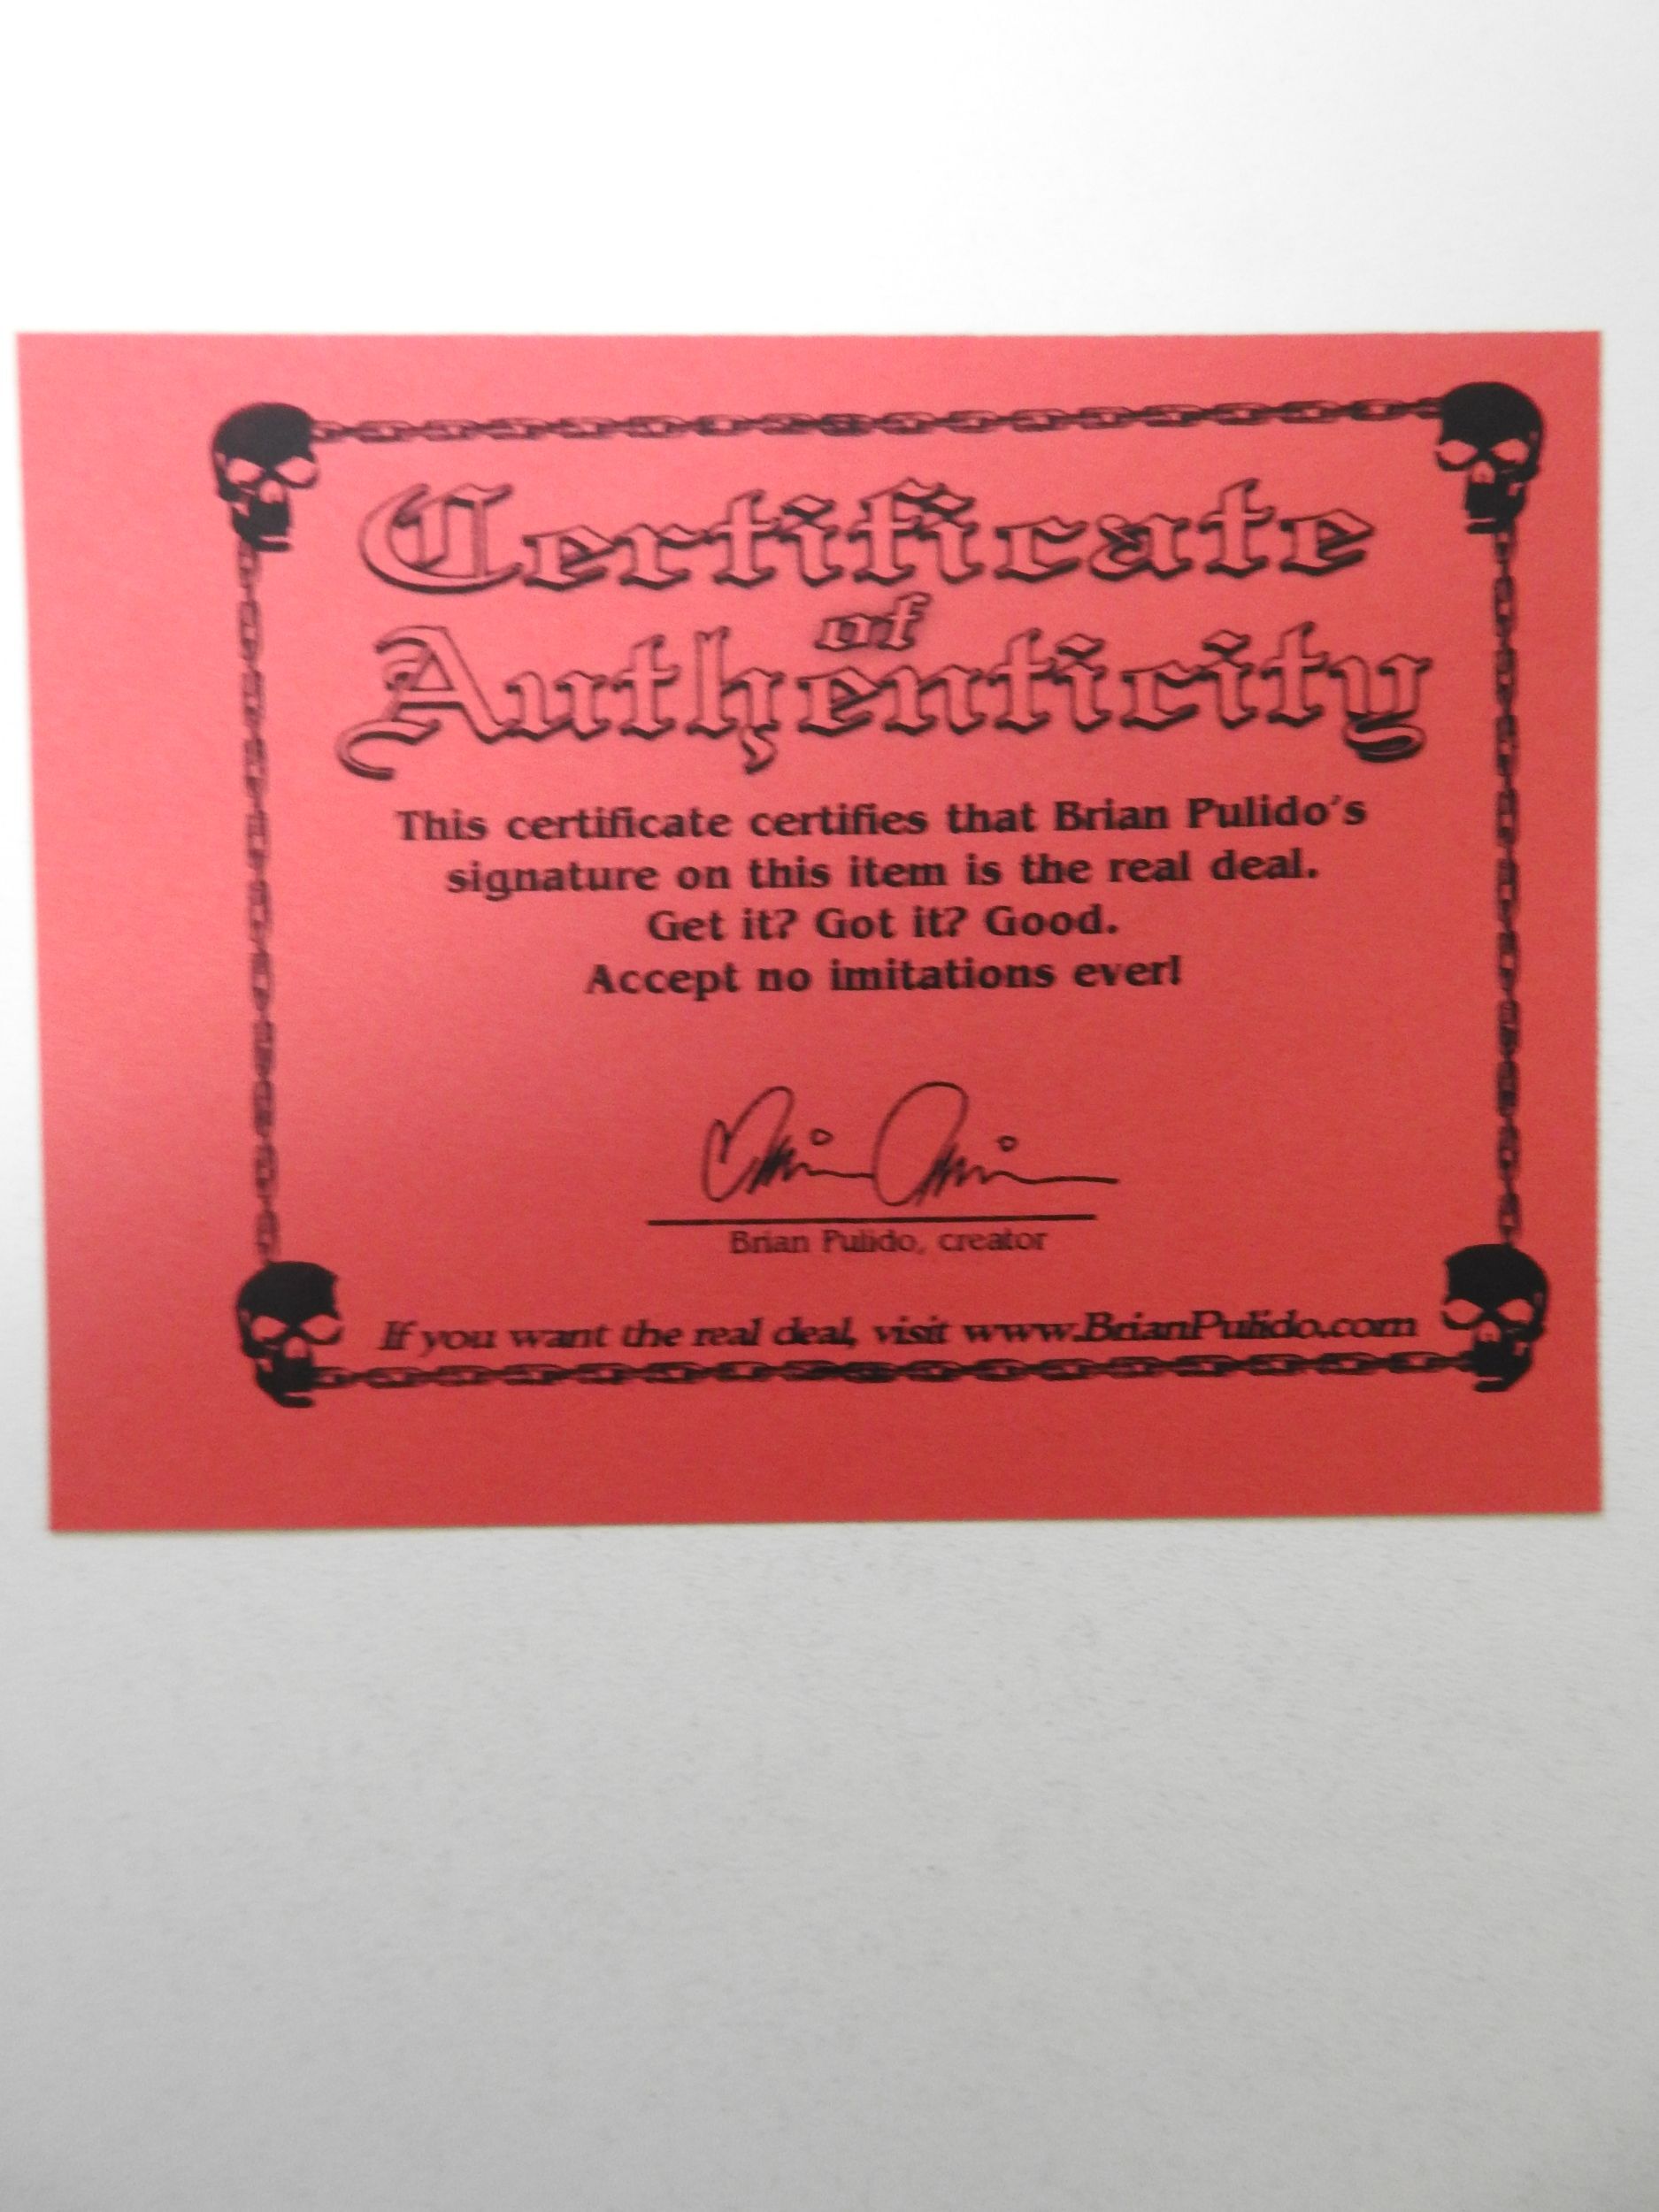 Certificate
of
Authenticity
This certificate certifies that Brian Pulido's
signature on this item is the real deal.
Get it? Got it? Good.
Accept no imitations ever!
Brian Pulido, creator
If you want the real deal, visit www.BrianPulido.com